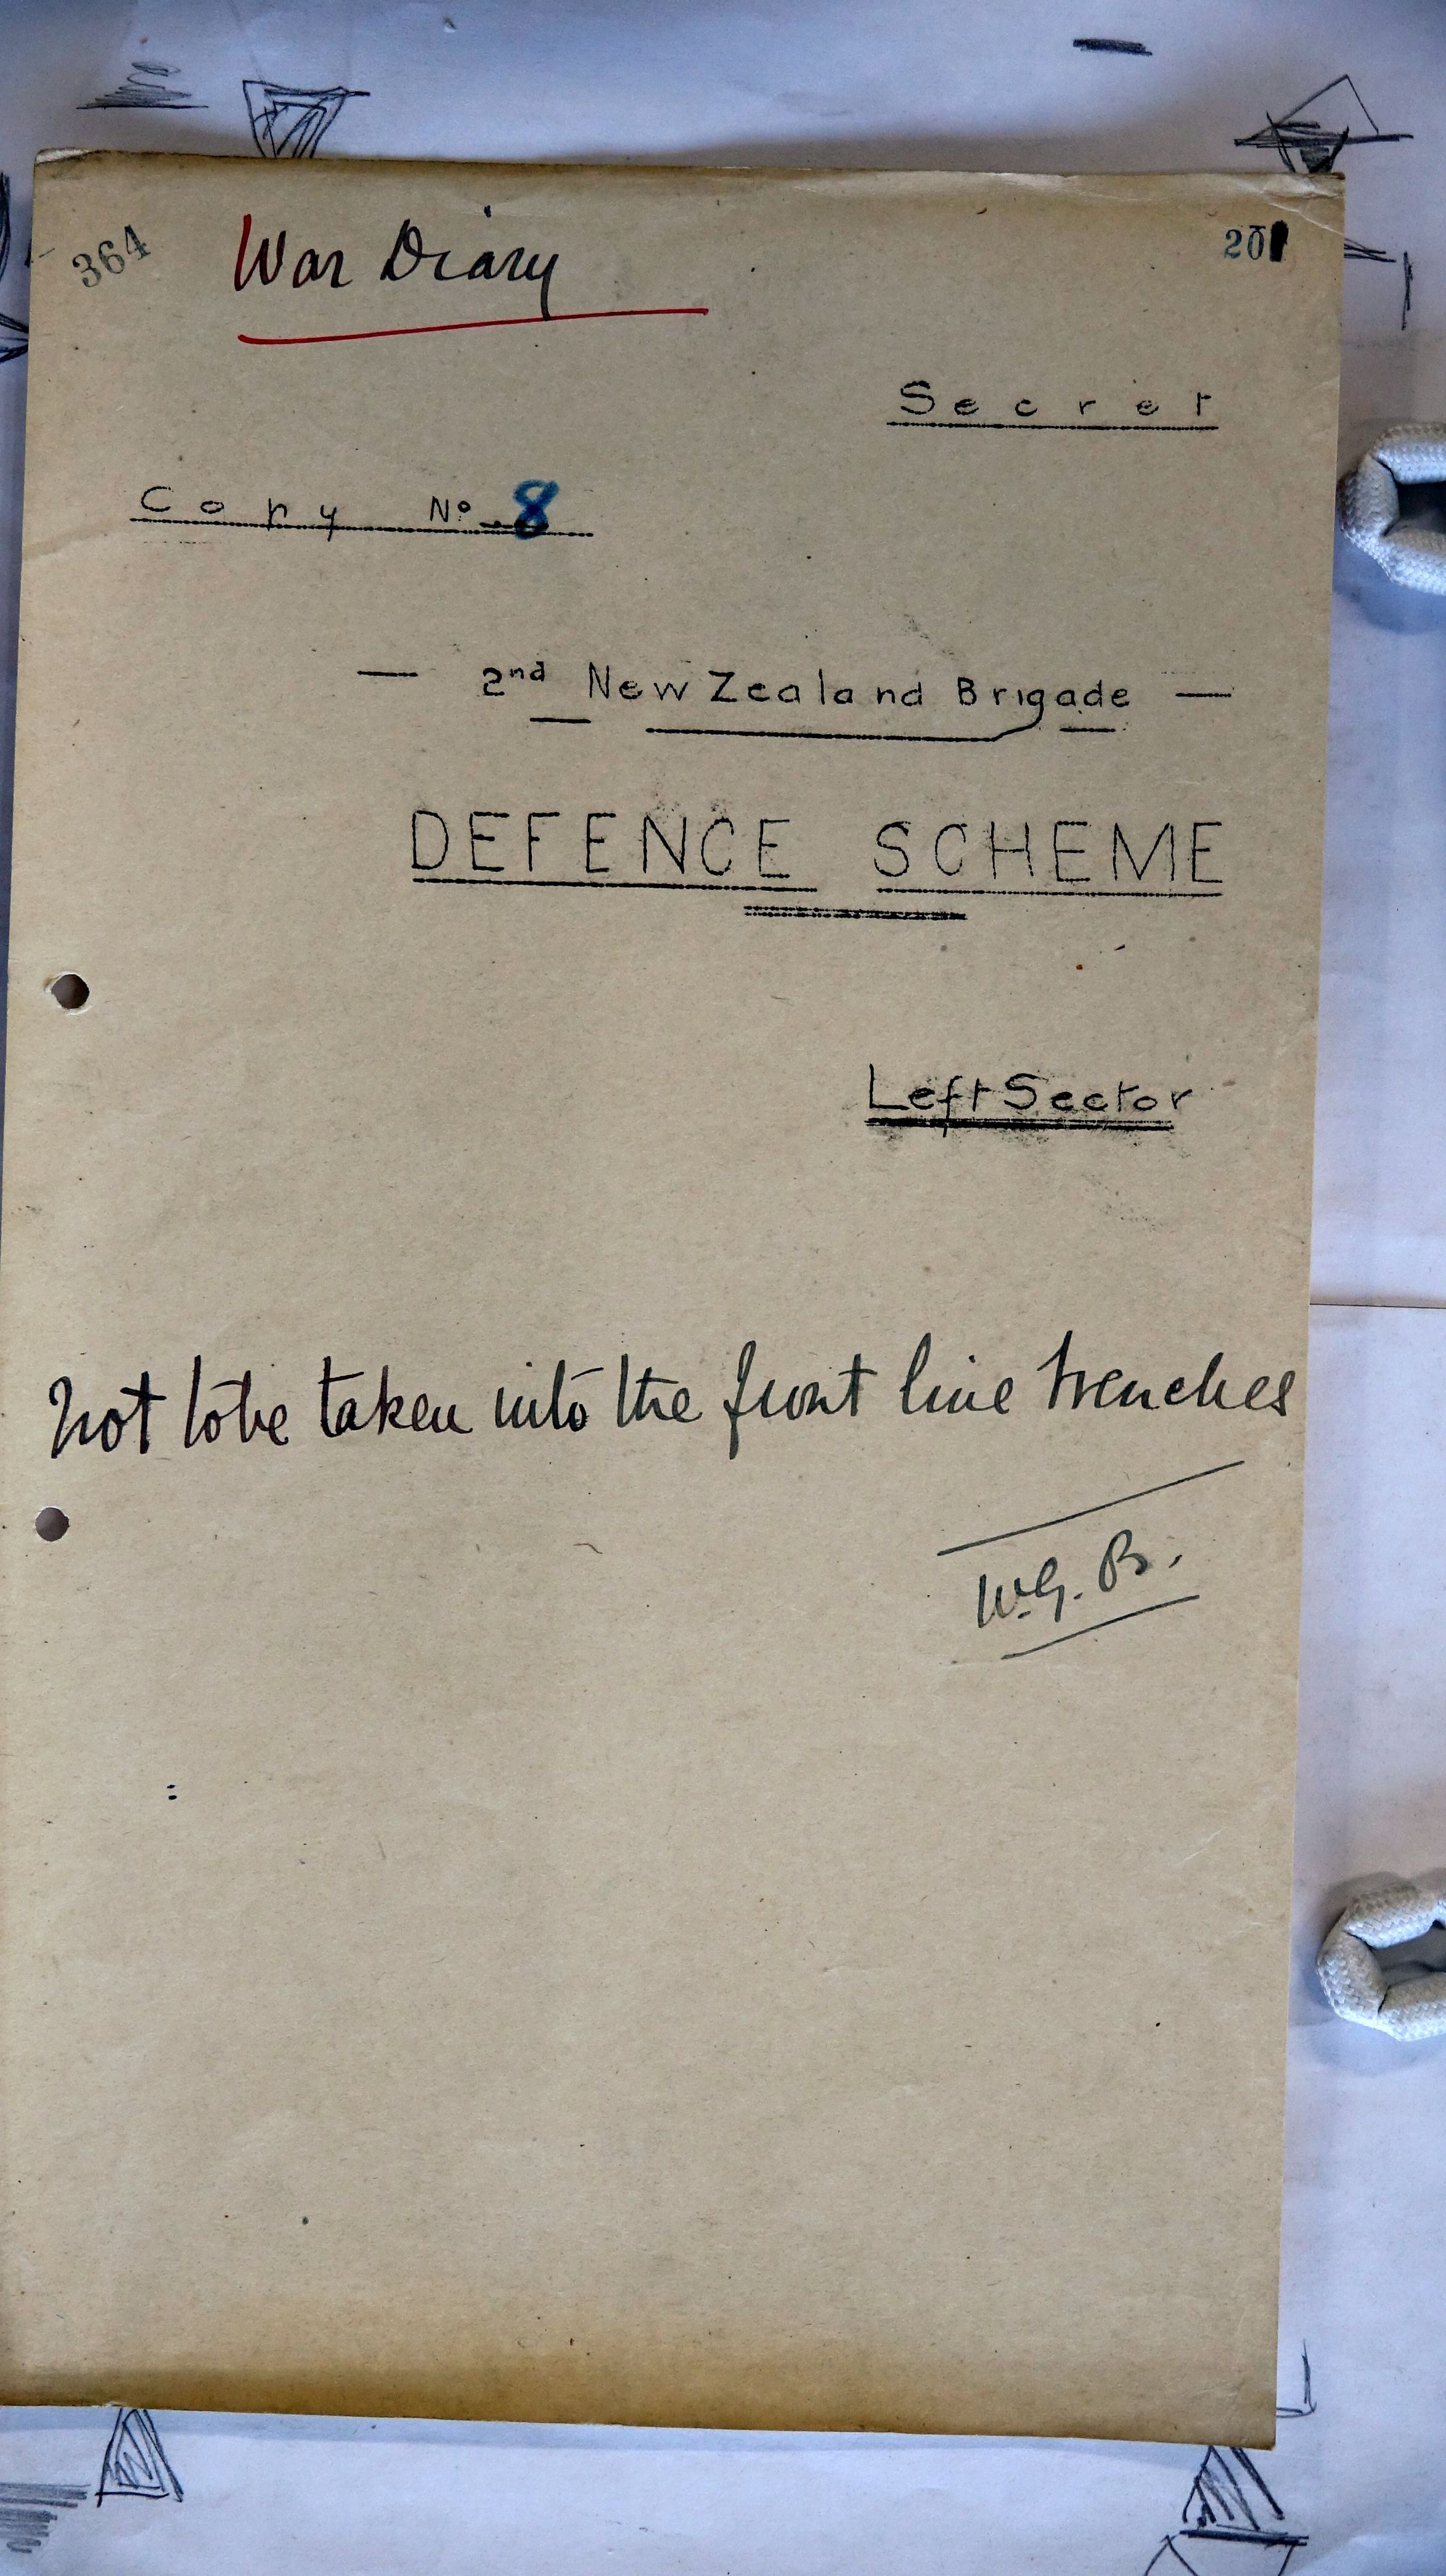 364
War Diary
201
Secret
Copy No. 8
— 2nd New Zealand Brigade —
DEFENCE SCHEME
Left Sector
Not to be taken into the front line trenches
W.G. B.